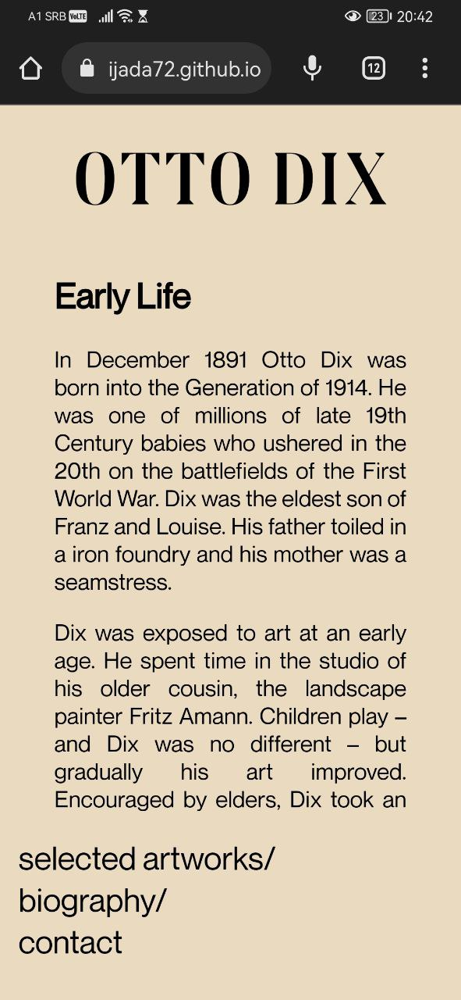 A1 SRB VoLTE 23 20:42
ijada72.github.io 12
OTTO DIX
Early Life
In December 1891 Otto Dix was
born into the Generation of 1914. He
was one of millions of late 19th
Century babies who ushered in the
20th on the battlefields of the First
World War. Dix was the eldest son of
Franz and Louise. His father toiled in
a iron foundry and his mother was a
seamstress.
Dix was exposed to art at an early
age. He spent time in the studio of
his older cousin, the landscape
painter Fritz Amann. Children play –
and Dix was no different – but
gradually his art improved.
Encouraged by elders, Dix took an
selected artworks/
biography/
contact